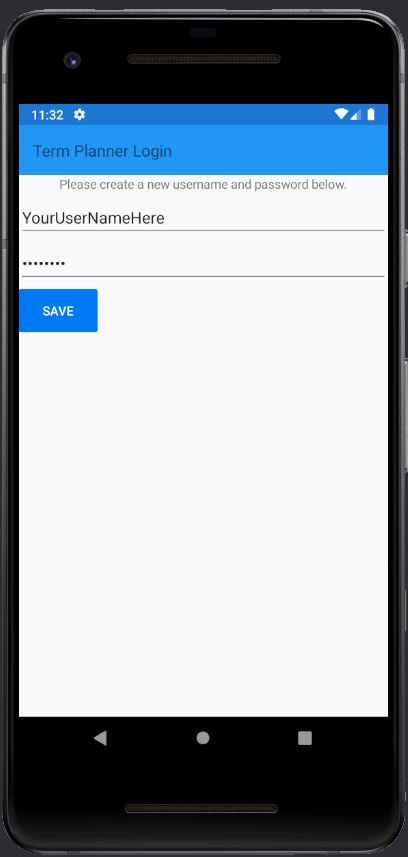 11:32
Term Planner Login
Please create a new username and password below.
YourUserNameHere
••••••••
SAVE